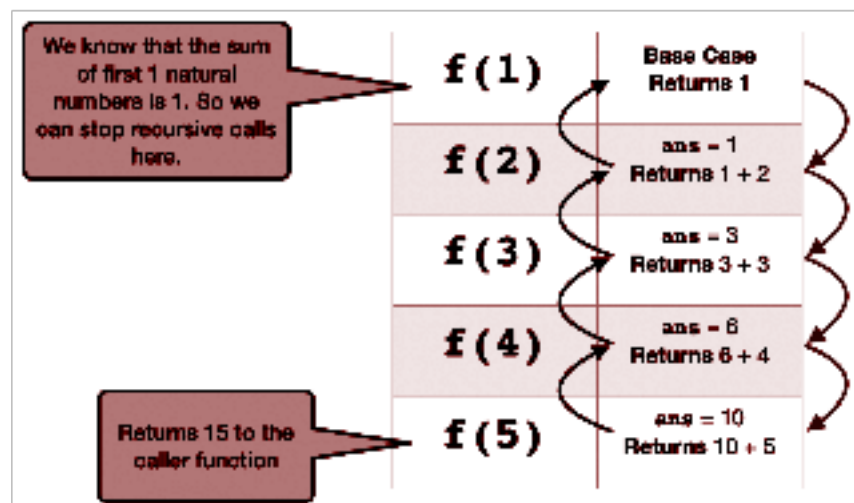 We know that the sum
of first 1 natural
numbers is 1. So we
can stop recursive calls
here.
f(1)
Base Case
Returns 1
f(2)
ans = 1
Returns 1 + 2
f(3)
ans = 3
Returns 3 + 3
f(4)
ans = 6
Returns 6 + 4
Returns 15 to the
caller function
f(5)
ans = 10
Returns 10 + 5